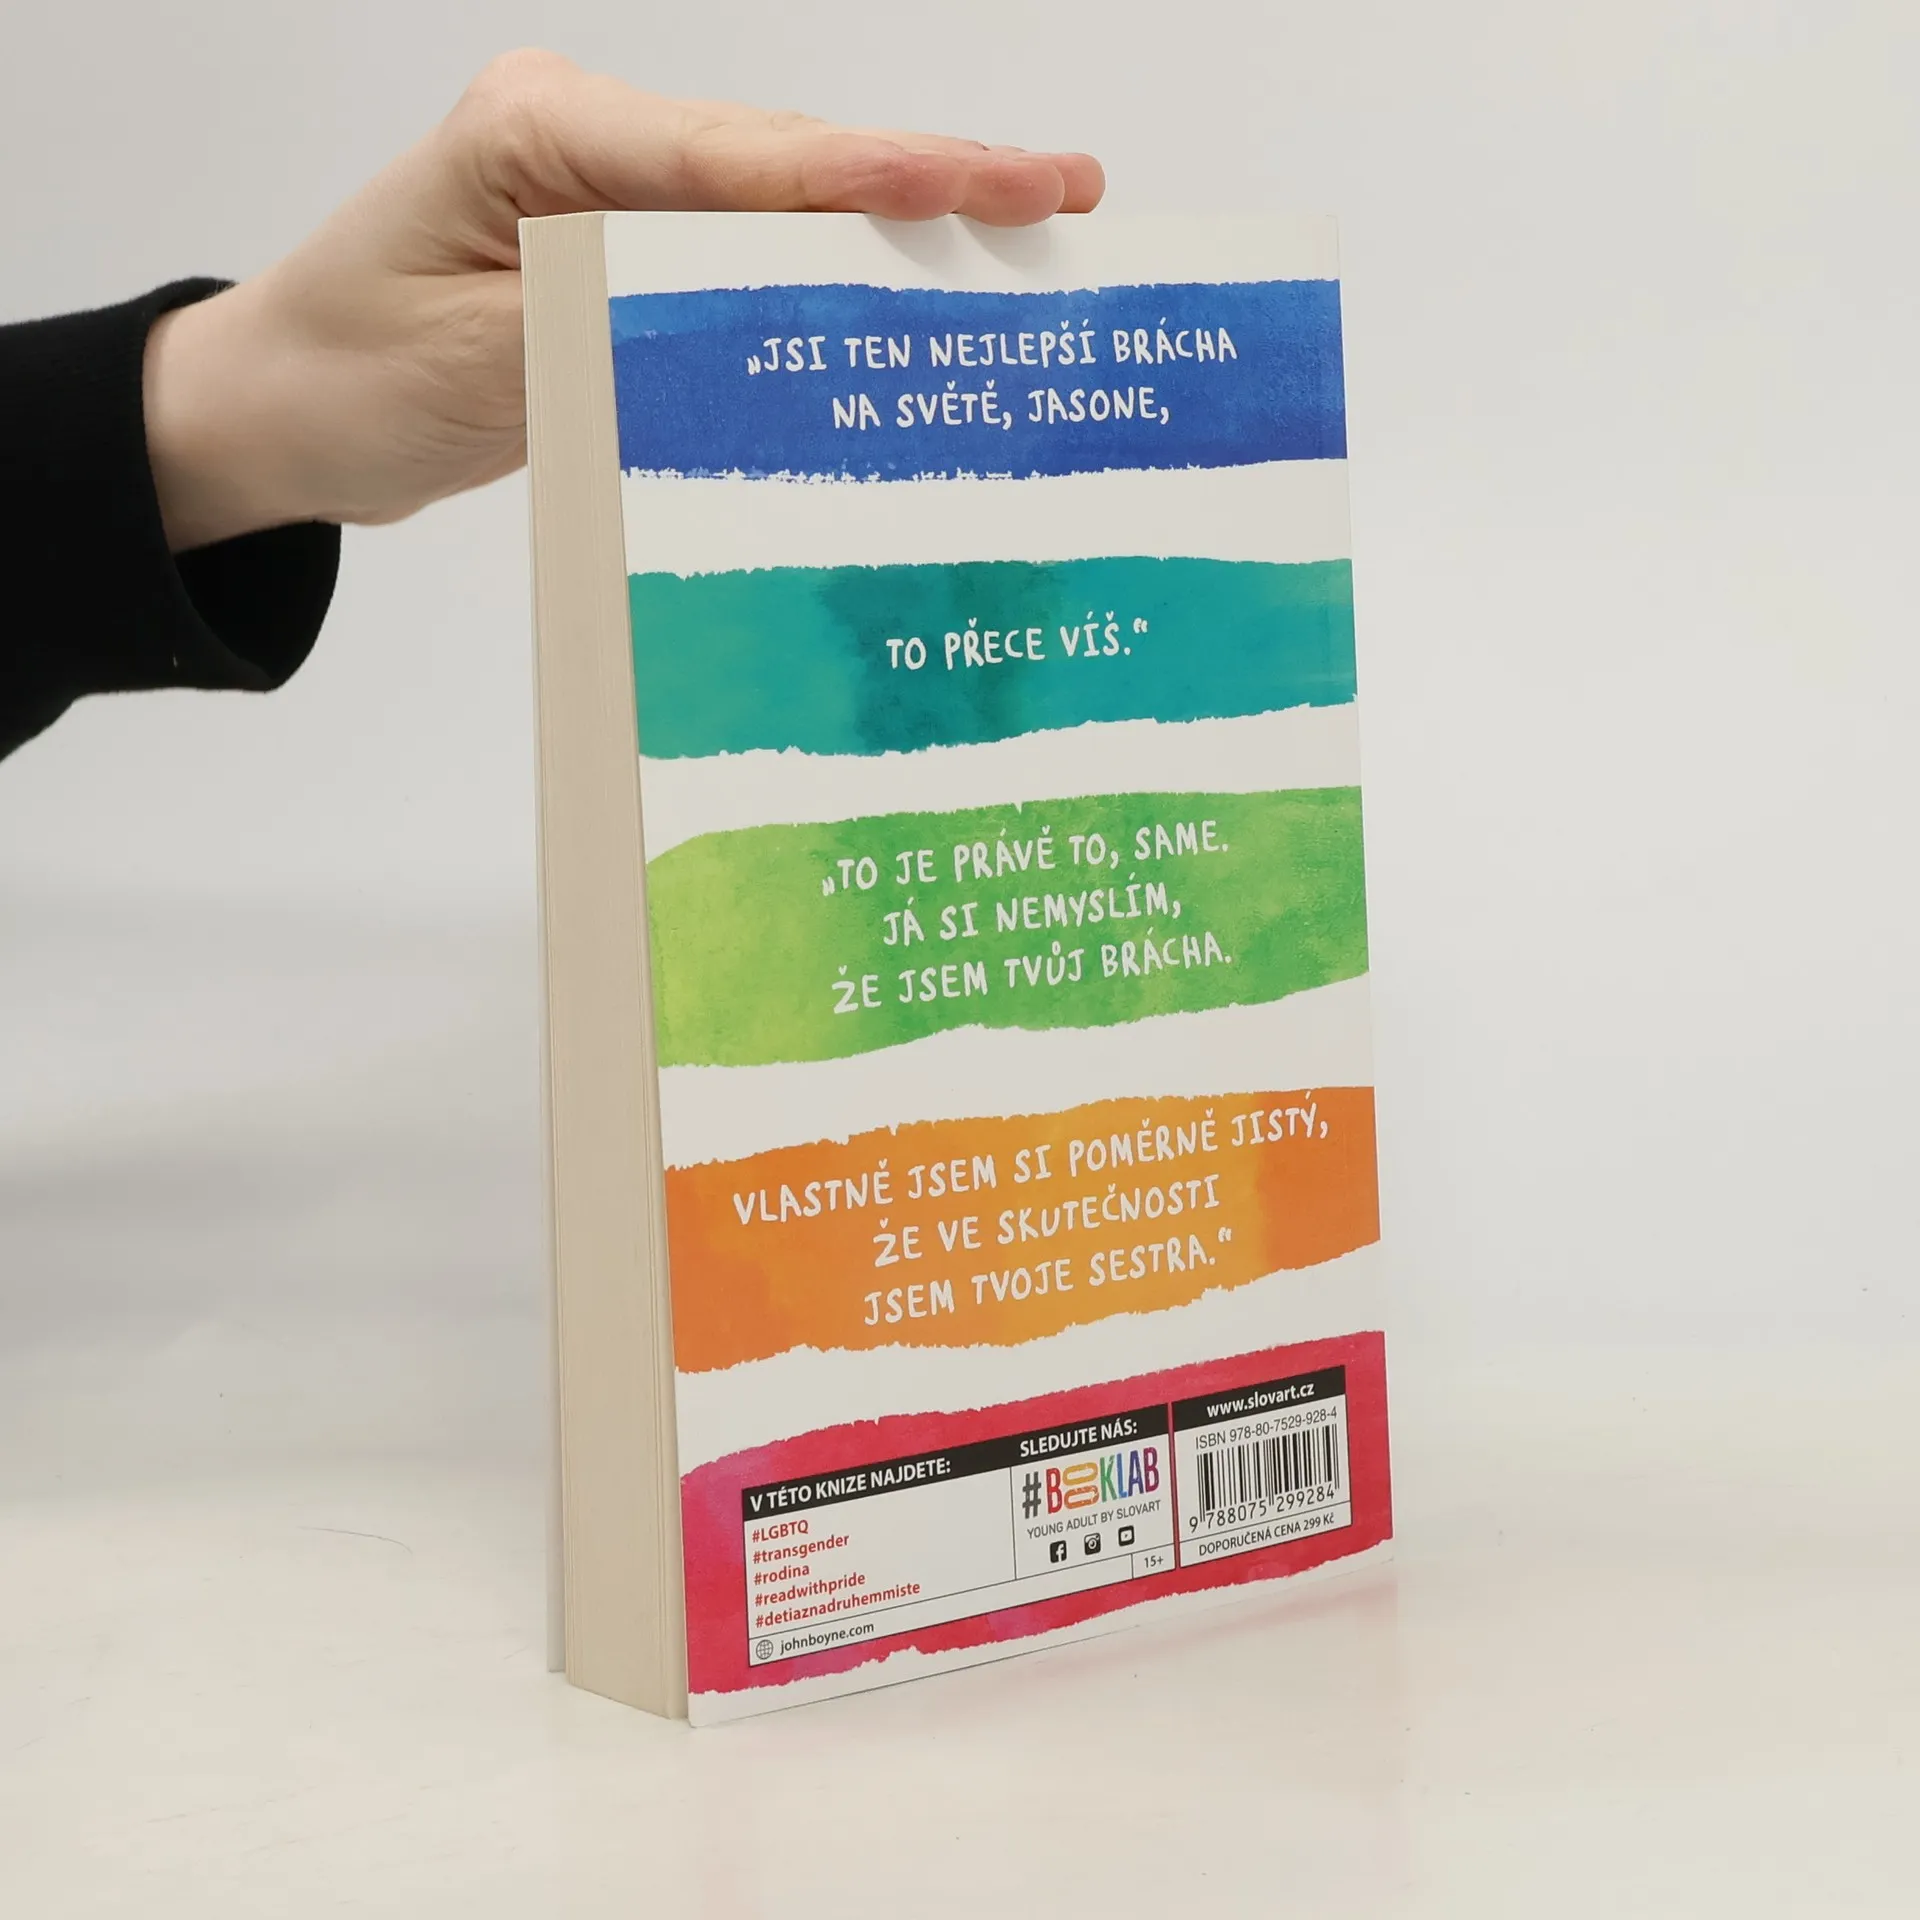 „JSI TEN NEJLEPŠÍ BRÁCHA
NA SVĚTĚ, JASONE,
TO PŘECE VÍŠ.“
„TO JE PRÁVĚ TO, SAME.
JÁ SI NEMYSLÍM,
ŽE JSEM TVŮJ BRÁCHA.
VLASTNĚ JSEM SI POMĚRNĚ JISTÝ,
ŽE VE SKUTEČNOSTI
JSEM TVOJE SESTRA.“
V TÉTO KNIZE NAJDETE:
#LGBTQ
#transgender
#rodina
#readwithpride
#detiaznadruhemmiste
johnboyne.com
SLEDUJTE NÁS:
#BOOKLAB
YOUNG ADULT BY SLOVART
15+
www.slovart.cz
ISBN 978-80-7529-928-4
9 788075 299284
DOPORUČENÁ CENA 299 Kč